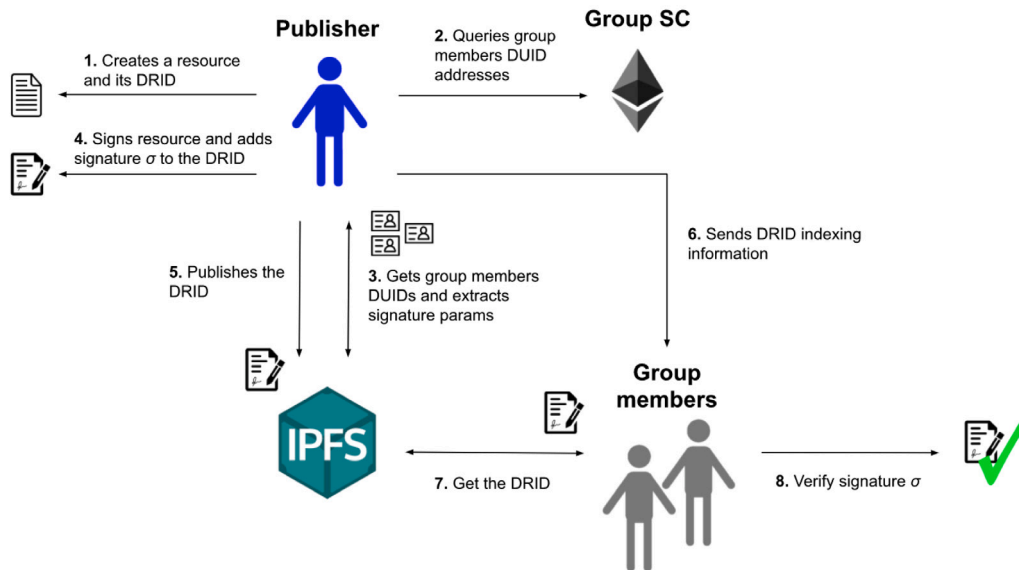 Publisher
Group SC
1. Creates a resource
and its DRID
2. Queries group
members DUID
addresses
4. Signs resource and adds
signature σ to the DRID
5. Publishes the
DRID
3. Gets group members
DUIDs and extracts
signature params
6. Sends DRID indexing
information
Group
members
IPFS
7. Get the DRID
8. Verify signature σ